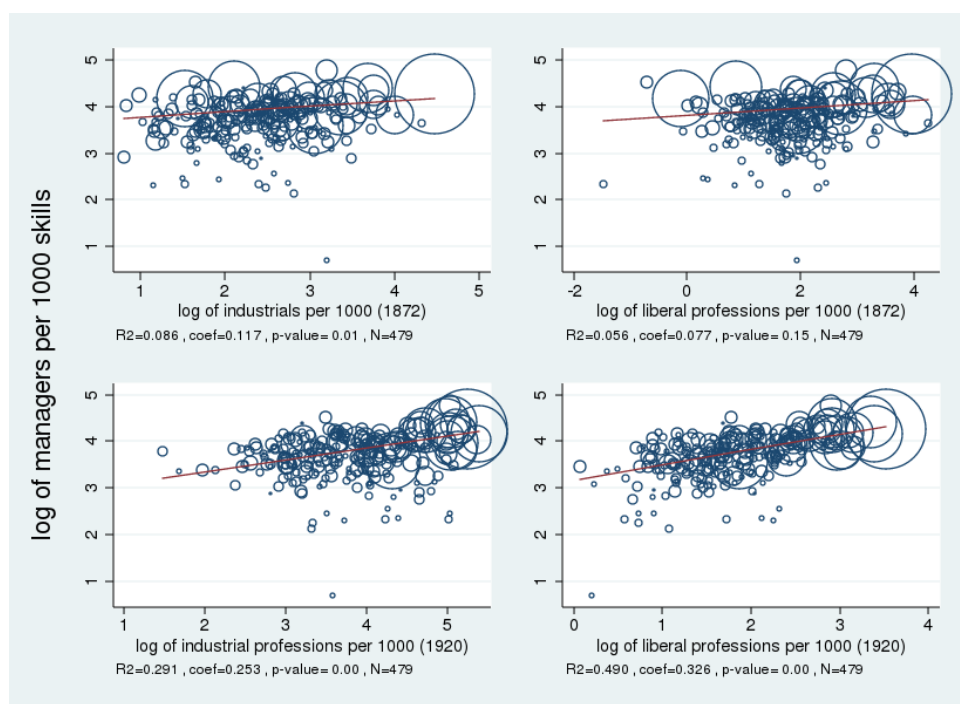 log of managers per 1000 skills
5
4
3
2
1
1 2 3 4 5
log of industrials per 1000 (1872)
R2=0.086 , coef=0.117 , p-value= 0.01 , N=479
5
4
3
2
1
-2 0 2 4
log of liberal professions per 1000 (1872)
R2=0.056 , coef=0.077 , p-value= 0.15 , N=479
5
4
3
2
1
1 2 3 4 5
log of industrial professions per 1000 (1920)
R2=0.291 , coef=0.253 , p-value= 0.00 , N=479
5
4
3
2
1
0 1 2 3 4
log of liberal professions per 1000 (1920)
R2=0.490 , coef=0.326 , p-value= 0.00 , N=479